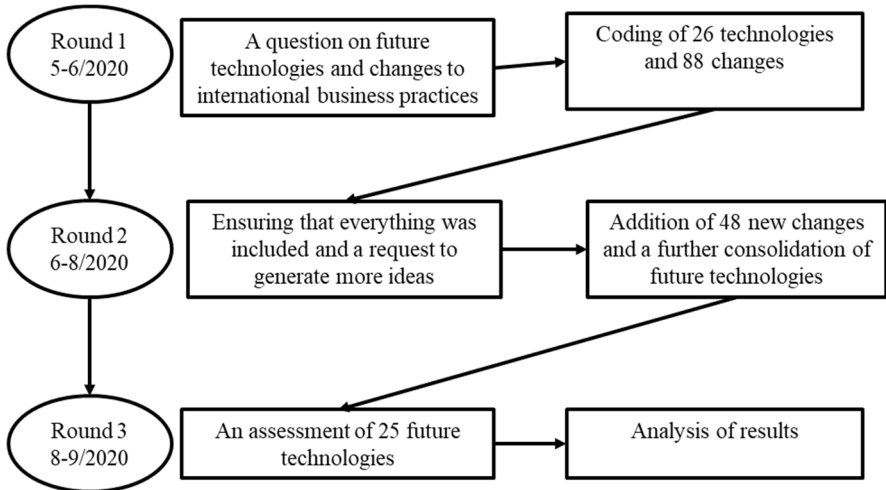 Round 1
5-6/2020
A question on future
technologies and changes to
international business practices
Coding of 26 technologies
and 88 changes
Round 2
6-8/2020
Ensuring that everything was
included and a request to
generate more ideas
Addition of 48 new changes
and a further consolidation of
future technologies
Round 3
8-9/2020
An assessment of 25 future
technologies
Analysis of results